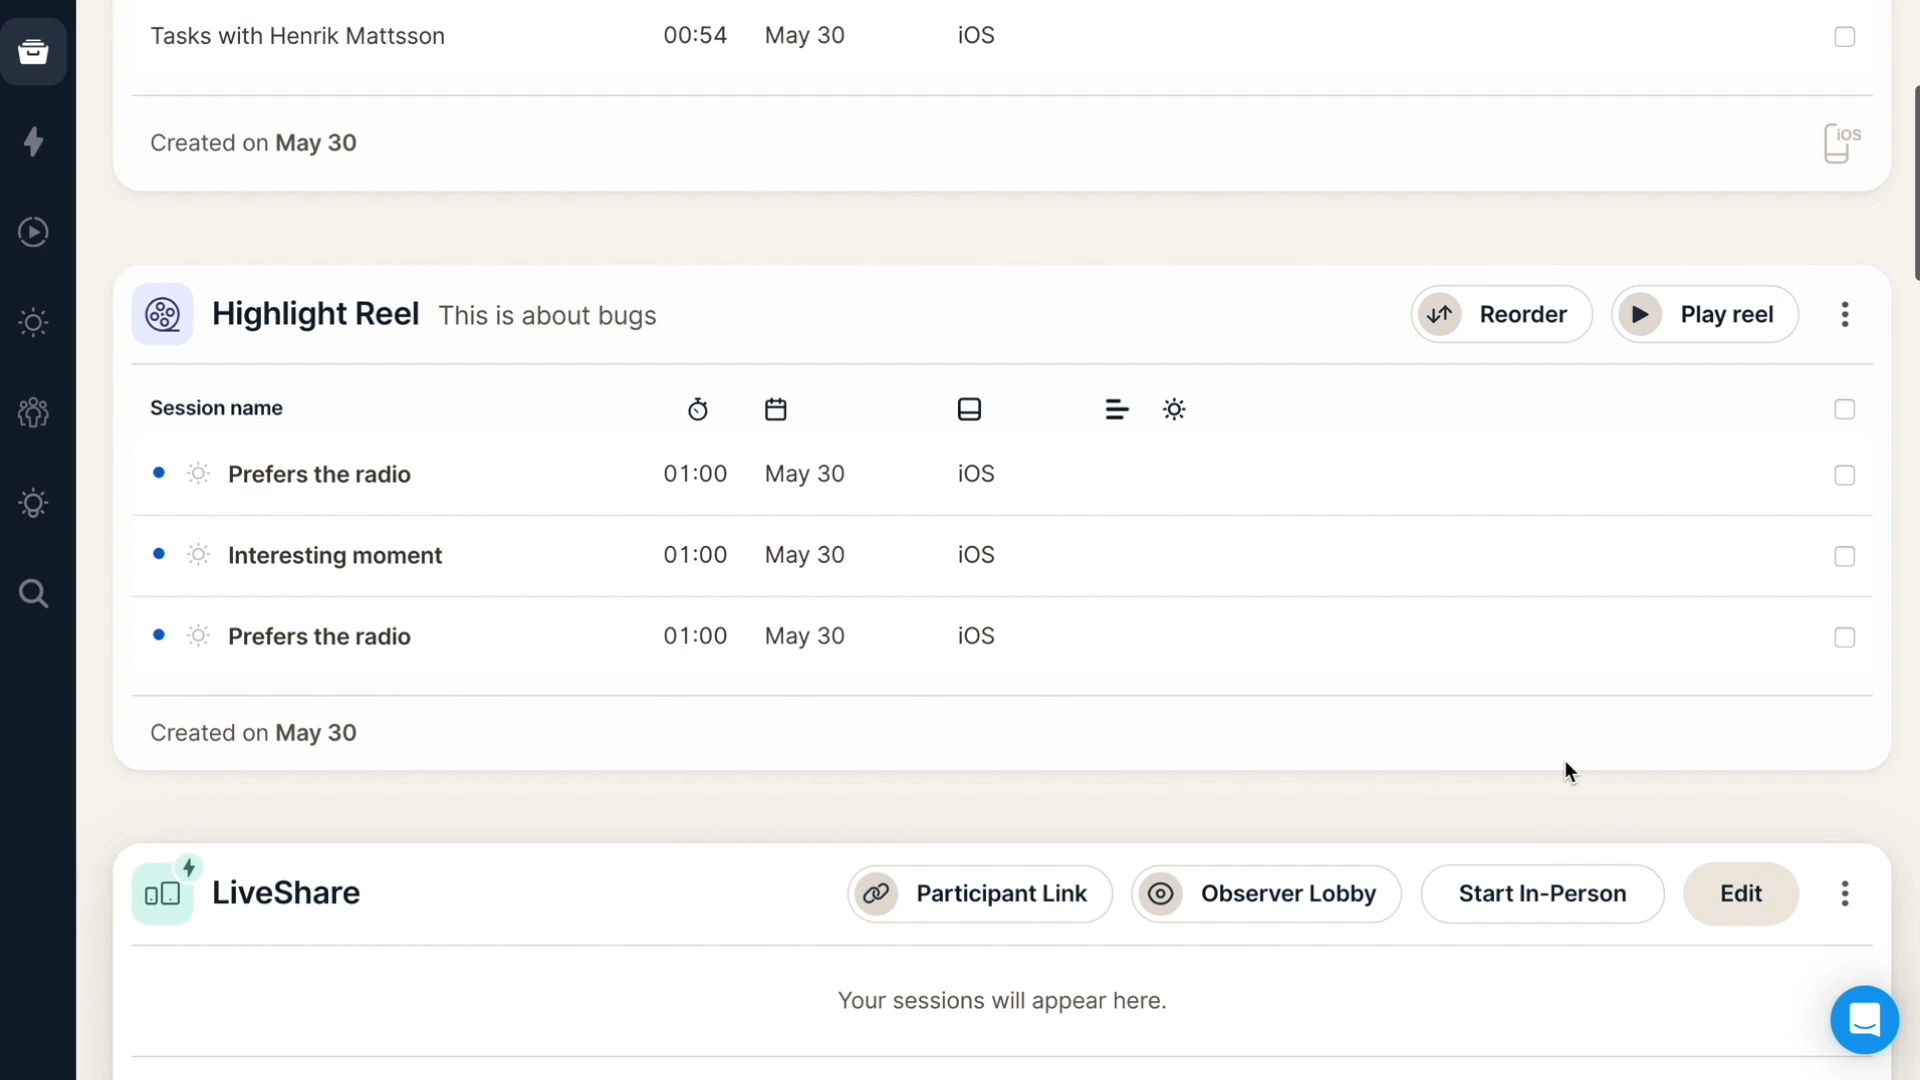 Tasks with Henrik Mattsson 00:54 May 30 iOS
Created on May 30
iOS
Highlight Reel This is about bugs Reorder Play reel
Session name
Prefers the radio 01:00 May 30 iOS
Interesting moment 01:00 May 30 iOS
Prefers the radio 01:00 May 30 iOS
Created on May 30
LiveShare Participant Link Observer Lobby Start In-Person Edit
Your sessions will appear here.